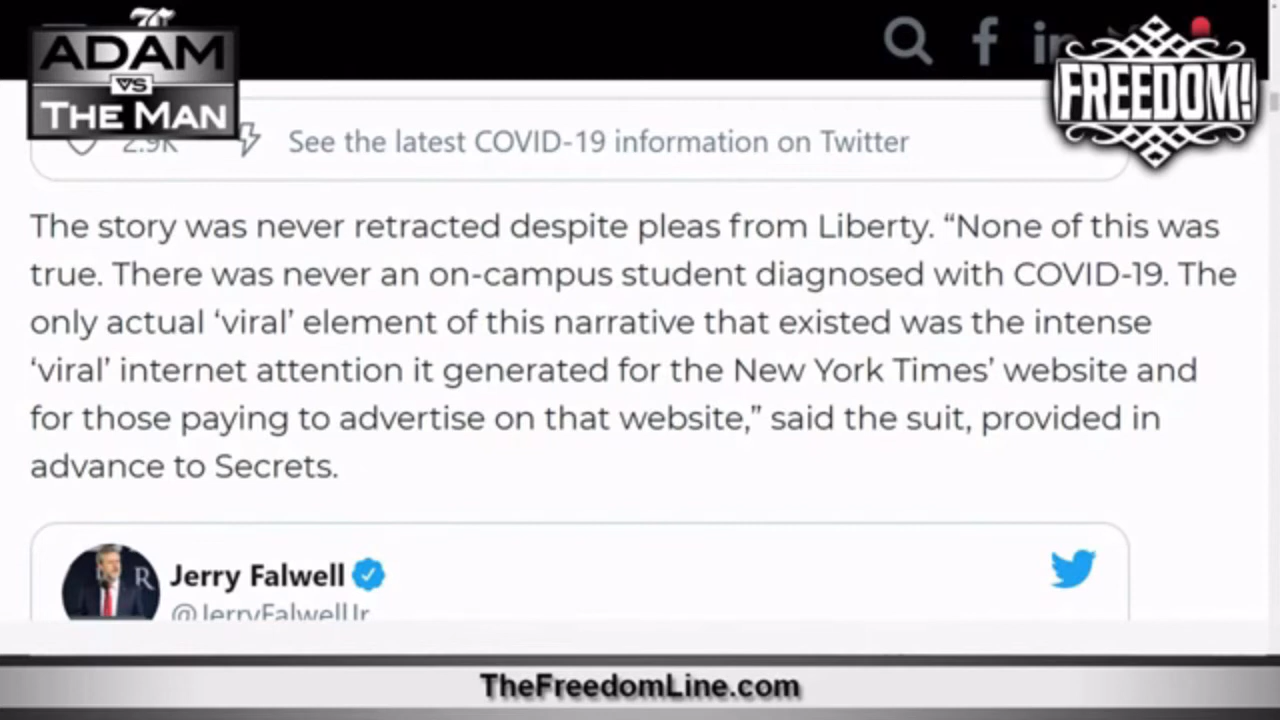 ADAM
VS
THE MAN
in
FREEDOM!
2.9K See the latest COVID-19 information on Twitter
The story was never retracted despite pleas from Liberty. “None of this was
true. There was never an on-campus student diagnosed with COVID-19. The
only actual ‘viral’ element of this narrative that existed was the intense
‘viral’ internet attention it generated for the New York Times’ website and
for those paying to advertise on that website,” said the suit, provided in
advance to Secrets.
R
Jerry Falwell
@JerryFalwellJr
TheFreedomLine.com